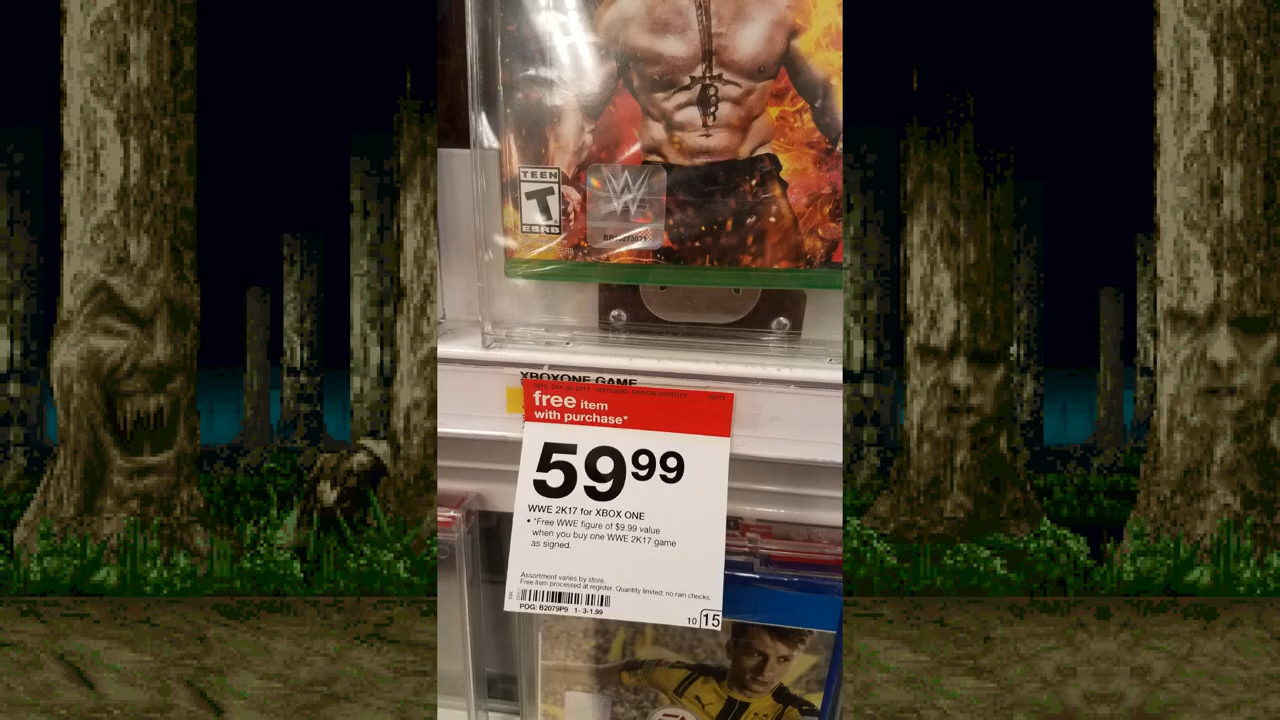 TEEN
T
ESRB
W
XBOXONE GAME
free item
with purchase*
59 99
WWE 2K17 for XBOX ONE
• *Free WWE figure of $9.99 value
when you buy one WWE 2K17 game
as signed.
Assortment varies by store.
Free item processed at register. Quantity limited; no rain checks.
POG: B2079P9 1- 3-1.99
10 15
EA